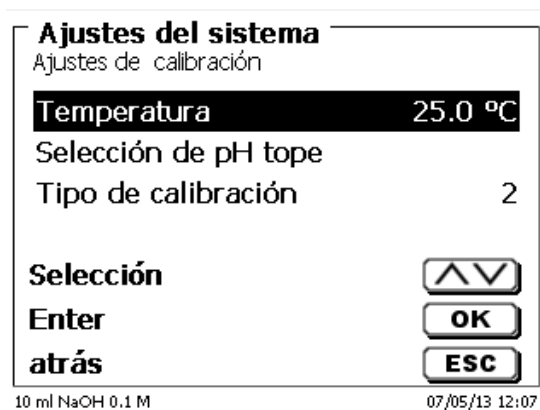 Ajustes del sistema
Ajustes de calibración
Temperatura 25.0 ºC
Selección de pH tope
Tipo de calibración 2
Selección
Enter OK
atrás ESC
10 ml NaOH 0.1 M 07/05/13 12:07